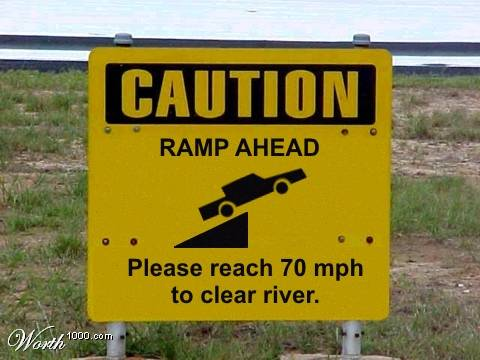 CAUTION
RAMP AHEAD
Please reach 70 mph
to clear river.
Worth1000.com